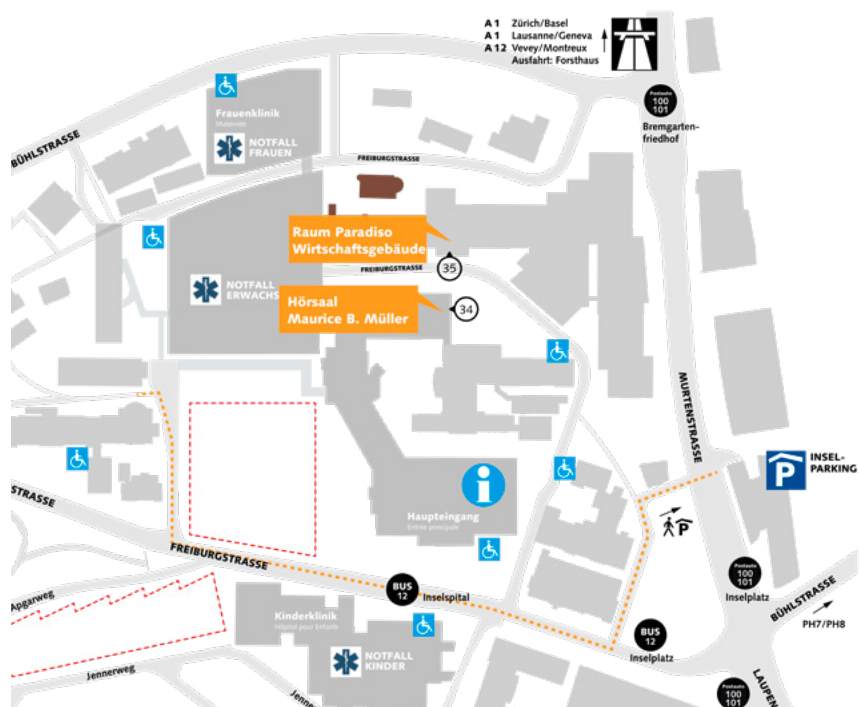 A 1 Zürich/Basel
A 1 Lausanne/Geneva
A 12 Vevey/Montreux
Ausfahrt: Forsthaus
Postauto
100
101
Bremgarten-
friedhof
BÜHLSTRASSE
Frauenklinik
Maternité
NOTFALL
FRAUEN
FREIBURGSTRASSE
Raum Paradiso
Wirtschaftsgebäude
35
FREIBURGSTRASSE
NOTFALL
ERWACHS
Hörsaal
Maurice B. Müller
34
MURTENSTRASSE
P
INSEL-
PARKING
i
Haupteingang
Entrée principale
P
STRASSE
FREIBURGSTRASSE
BUS
12
Inselspital
Postauto
100
101
Inselplatz
BÜHLSTRASSE
PH7/PH8
Apgarweg
Kinderklinik
Hôpital pour Enfants
NOTFALL
KINDER
BUS
12
Inselplatz
Jennerweg
Jenne
Postauto
100
101
LAUPEN